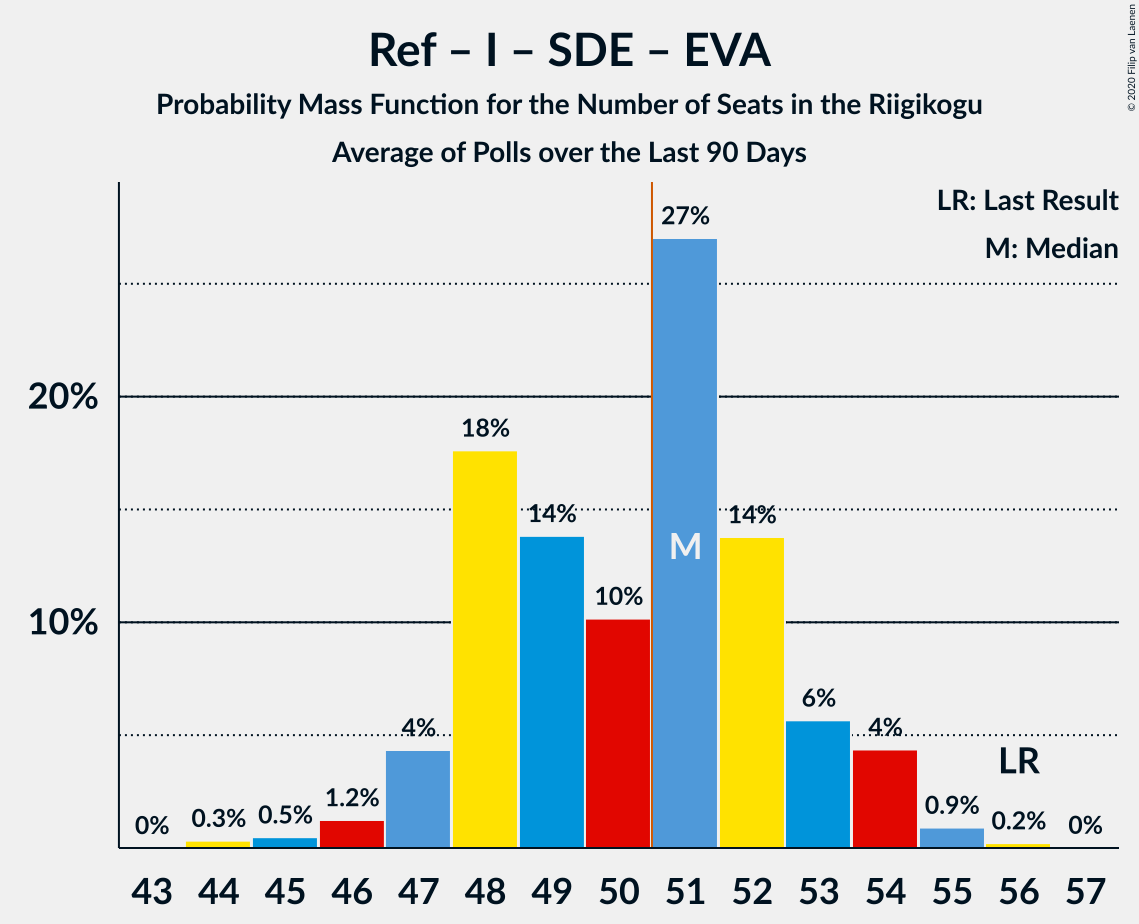 Ref – I – SDE – EVA
Probability Mass Function for the Number of Seats in the Riigikogu
Average of Polls over the Last 90 Days
© 2020 Filip van Laenen
LR: Last Result
M: Median
27%
20%
18%
14%
14%
M
10%
10%
6%
4%
4%
LR
1.2%
0.9%
0%
0.3%
0.5%
0.2%
0%
43 44 45 46 47 48 49 50 51 52 53 54 55 56 57